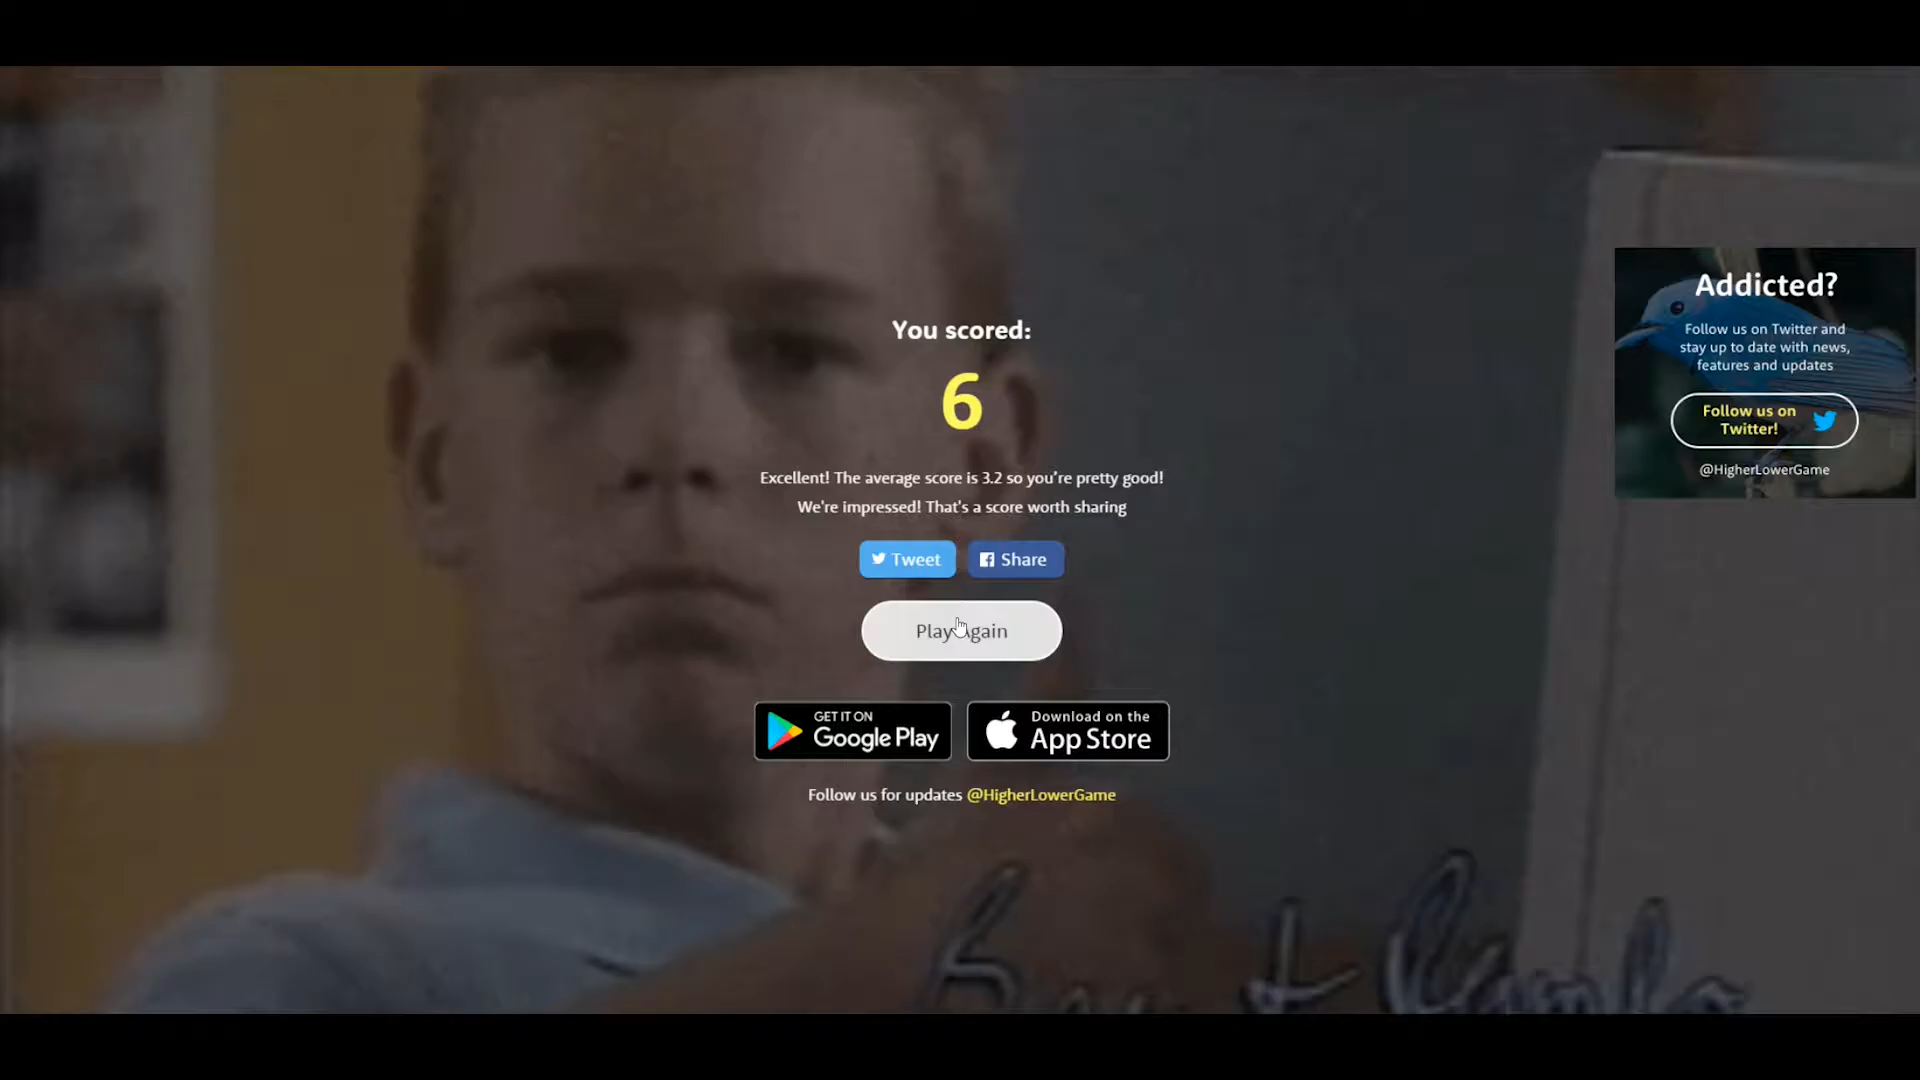 You scored:
6
Excellent! The average score is 3.2 so you're pretty good!
We're impressed! That's a score worth sharing
Tweet
Share
Play Again
GET IT ON
Google Play
Download on the
App Store
Follow us for updates @HigherLowerGame
Addicted?
Follow us on Twitter and
stay up to date with news,
features and updates
Follow us on
Twitter!
@HigherLowerGame